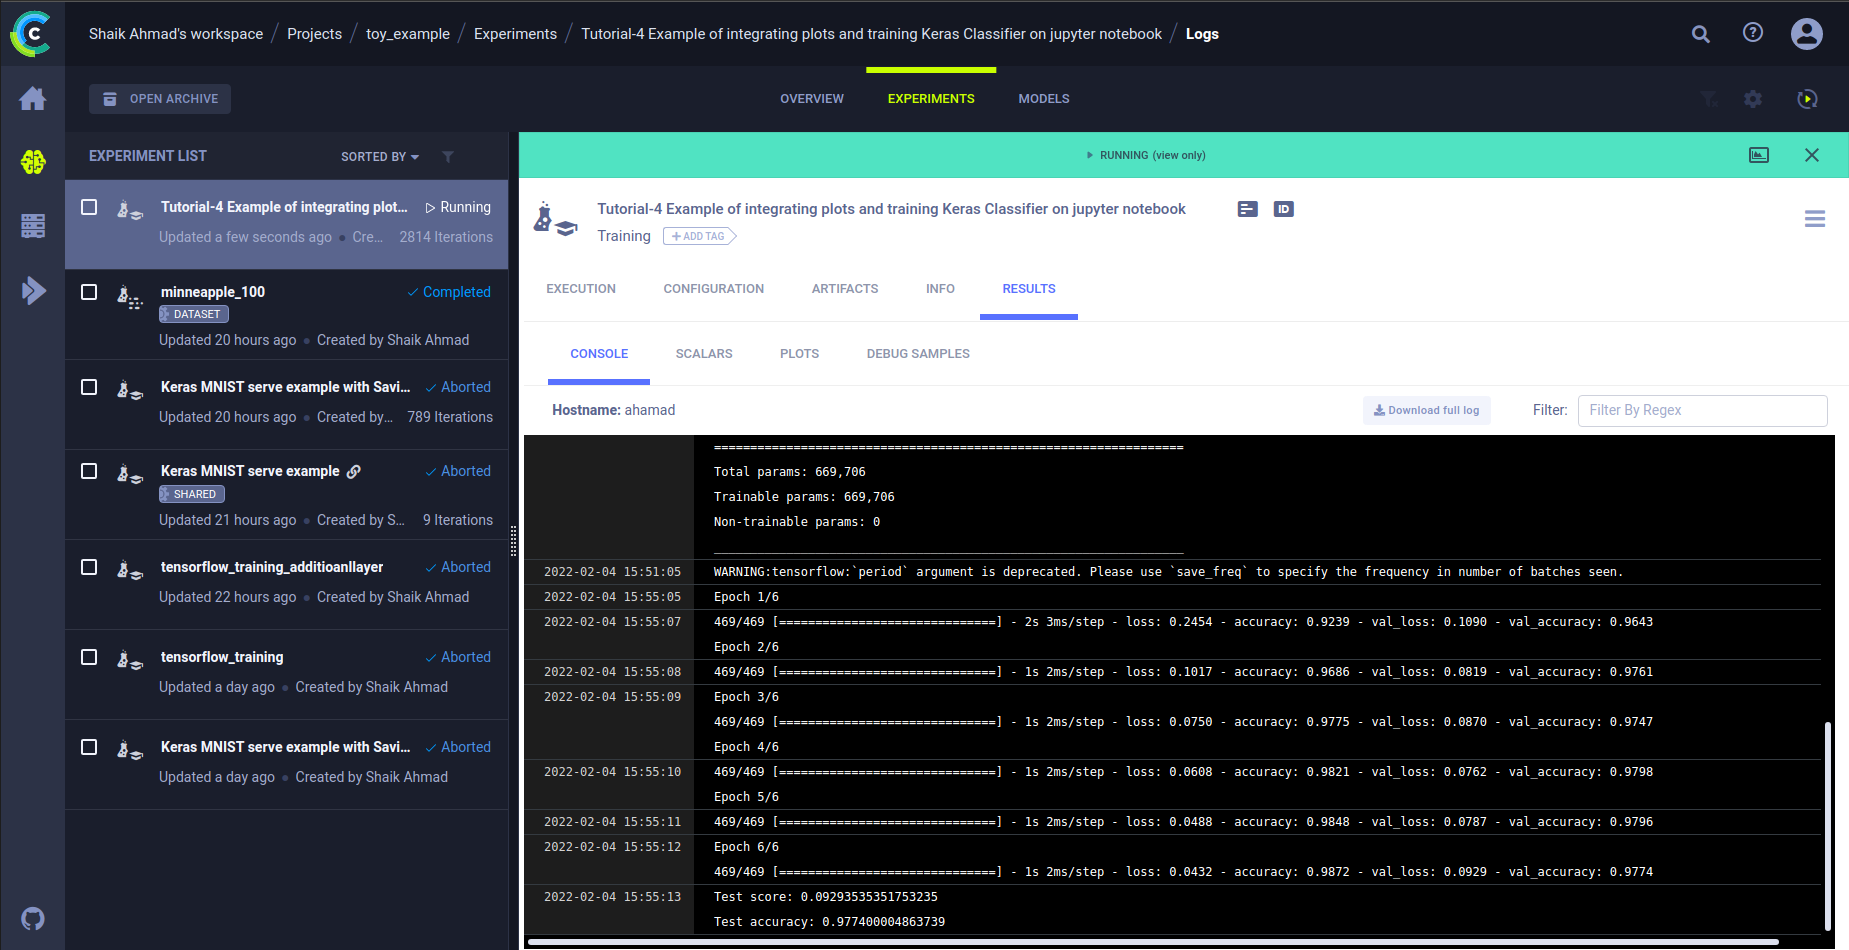 Shaik Ahmad's workspace / Projects / toy_example / Experiments / Tutorial-4 Example of integrating plots and training Keras Classifier on jupyter notebook / Logs
OPEN ARCHIVE
OVERVIEW
EXPERIMENTS
MODELS
EXPERIMENT LIST
SORTED BY
Tutorial-4 Example of integrating plot... Running
Updated a few seconds ago • Cre... 2814 Iterations
minneapple_100 Completed
DATASET
Updated 20 hours ago • Created by Shaik Ahmad
Keras MNIST serve example with Savi... Aborted
Updated 20 hours ago • Created by... 789 Iterations
Keras MNIST serve example Aborted
SHARED
Updated 21 hours ago • Created by S... 9 Iterations
tensorflow_training_additioanllayer Aborted
Updated 22 hours ago • Created by Shaik Ahmad
tensorflow_training Aborted
Updated a day ago • Created by Shaik Ahmad
Keras MNIST serve example with Savi... Aborted
Updated a day ago • Created by Shaik Ahmad
RUNNING (view only)
Tutorial-4 Example of integrating plots and training Keras Classifier on jupyter notebook
ID
Training
+ ADD TAG
EXECUTION
CONFIGURATION
ARTIFACTS
INFO
RESULTS
CONSOLE
SCALARS
PLOTS
DEBUG SAMPLES
Hostname: ahamad
Download full log
Filter: Filter By Regex
=================================================================
Total params: 669,706
Trainable params: 669,706
Non-trainable params: 0
_________________________________________________________________
2022-02-04 15:51:05 WARNING:tensorflow:`period` argument is deprecated. Please use `save_freq` to specify the frequency in number of batches seen.
2022-02-04 15:55:05 Epoch 1/6
2022-02-04 15:55:07 469/469 [==============================] - 2s 3ms/step - loss: 0.2454 - accuracy: 0.9239 - val_loss: 0.1090 - val_accuracy: 0.9643
Epoch 2/6
2022-02-04 15:55:08 469/469 [==============================] - 1s 2ms/step - loss: 0.1017 - accuracy: 0.9686 - val_loss: 0.0819 - val_accuracy: 0.9761
2022-02-04 15:55:09 Epoch 3/6
469/469 [==============================] - 1s 2ms/step - loss: 0.0750 - accuracy: 0.9775 - val_loss: 0.0870 - val_accuracy: 0.9747
Epoch 4/6
2022-02-04 15:55:10 469/469 [==============================] - 1s 2ms/step - loss: 0.0608 - accuracy: 0.9821 - val_loss: 0.0762 - val_accuracy: 0.9798
Epoch 5/6
2022-02-04 15:55:11 469/469 [==============================] - 1s 2ms/step - loss: 0.0488 - accuracy: 0.9848 - val_loss: 0.0787 - val_accuracy: 0.9796
2022-02-04 15:55:12 Epoch 6/6
469/469 [==============================] - 1s 2ms/step - loss: 0.0432 - accuracy: 0.9872 - val_loss: 0.0929 - val_accuracy: 0.9774
2022-02-04 15:55:13 Test score: 0.09293535351753235
Test accuracy: 0.977400004863739